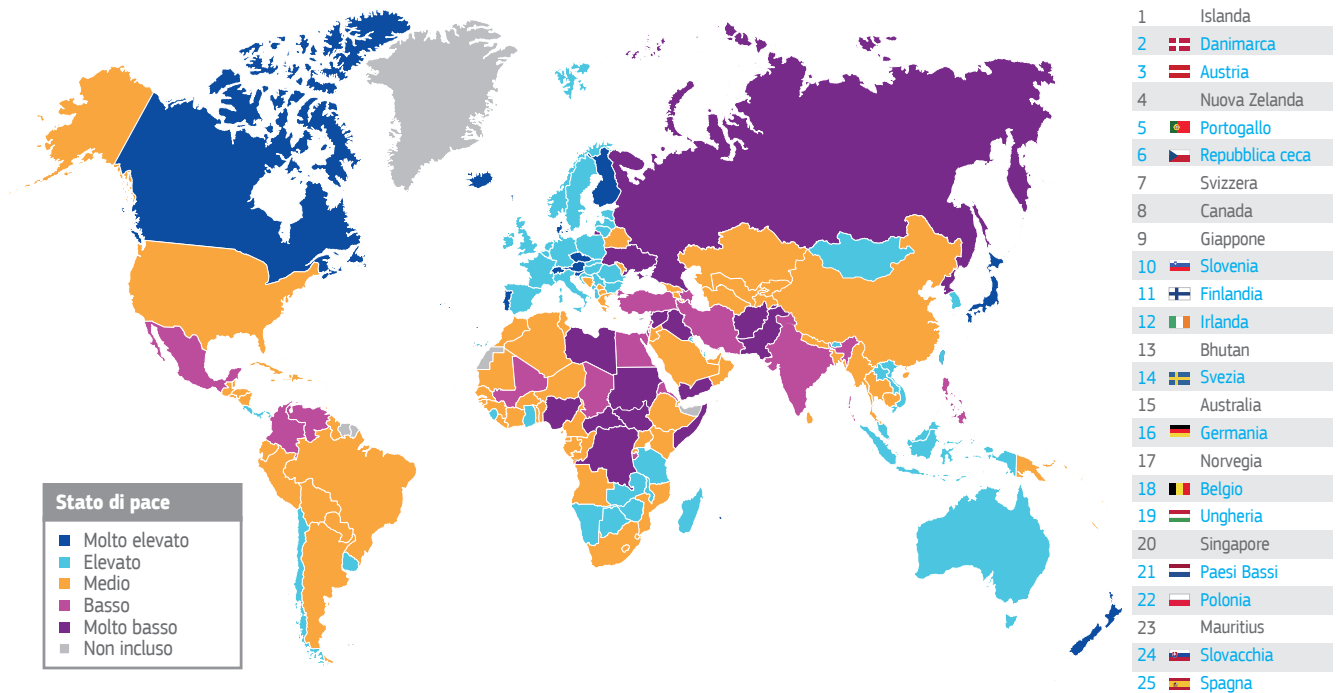 1 Islanda
2 Danimarca
3 Austria
4 Nuova Zelanda
5 Portogallo
6 Repubblica ceca
7 Svizzera
8 Canada
9 Giappone
10 Slovenia
11 Finlandia
12 Irlanda
13 Bhutan
14 Svezia
15 Australia
16 Germania
17 Norvegia
18 Belgio
19 Ungheria
20 Singapore
21 Paesi Bassi
22 Polonia
23 Mauritius
24 Slovacchia
25 Spagna
Stato di pace
Molto elevato
Elevato
Medio
Basso
Molto basso
Non incluso